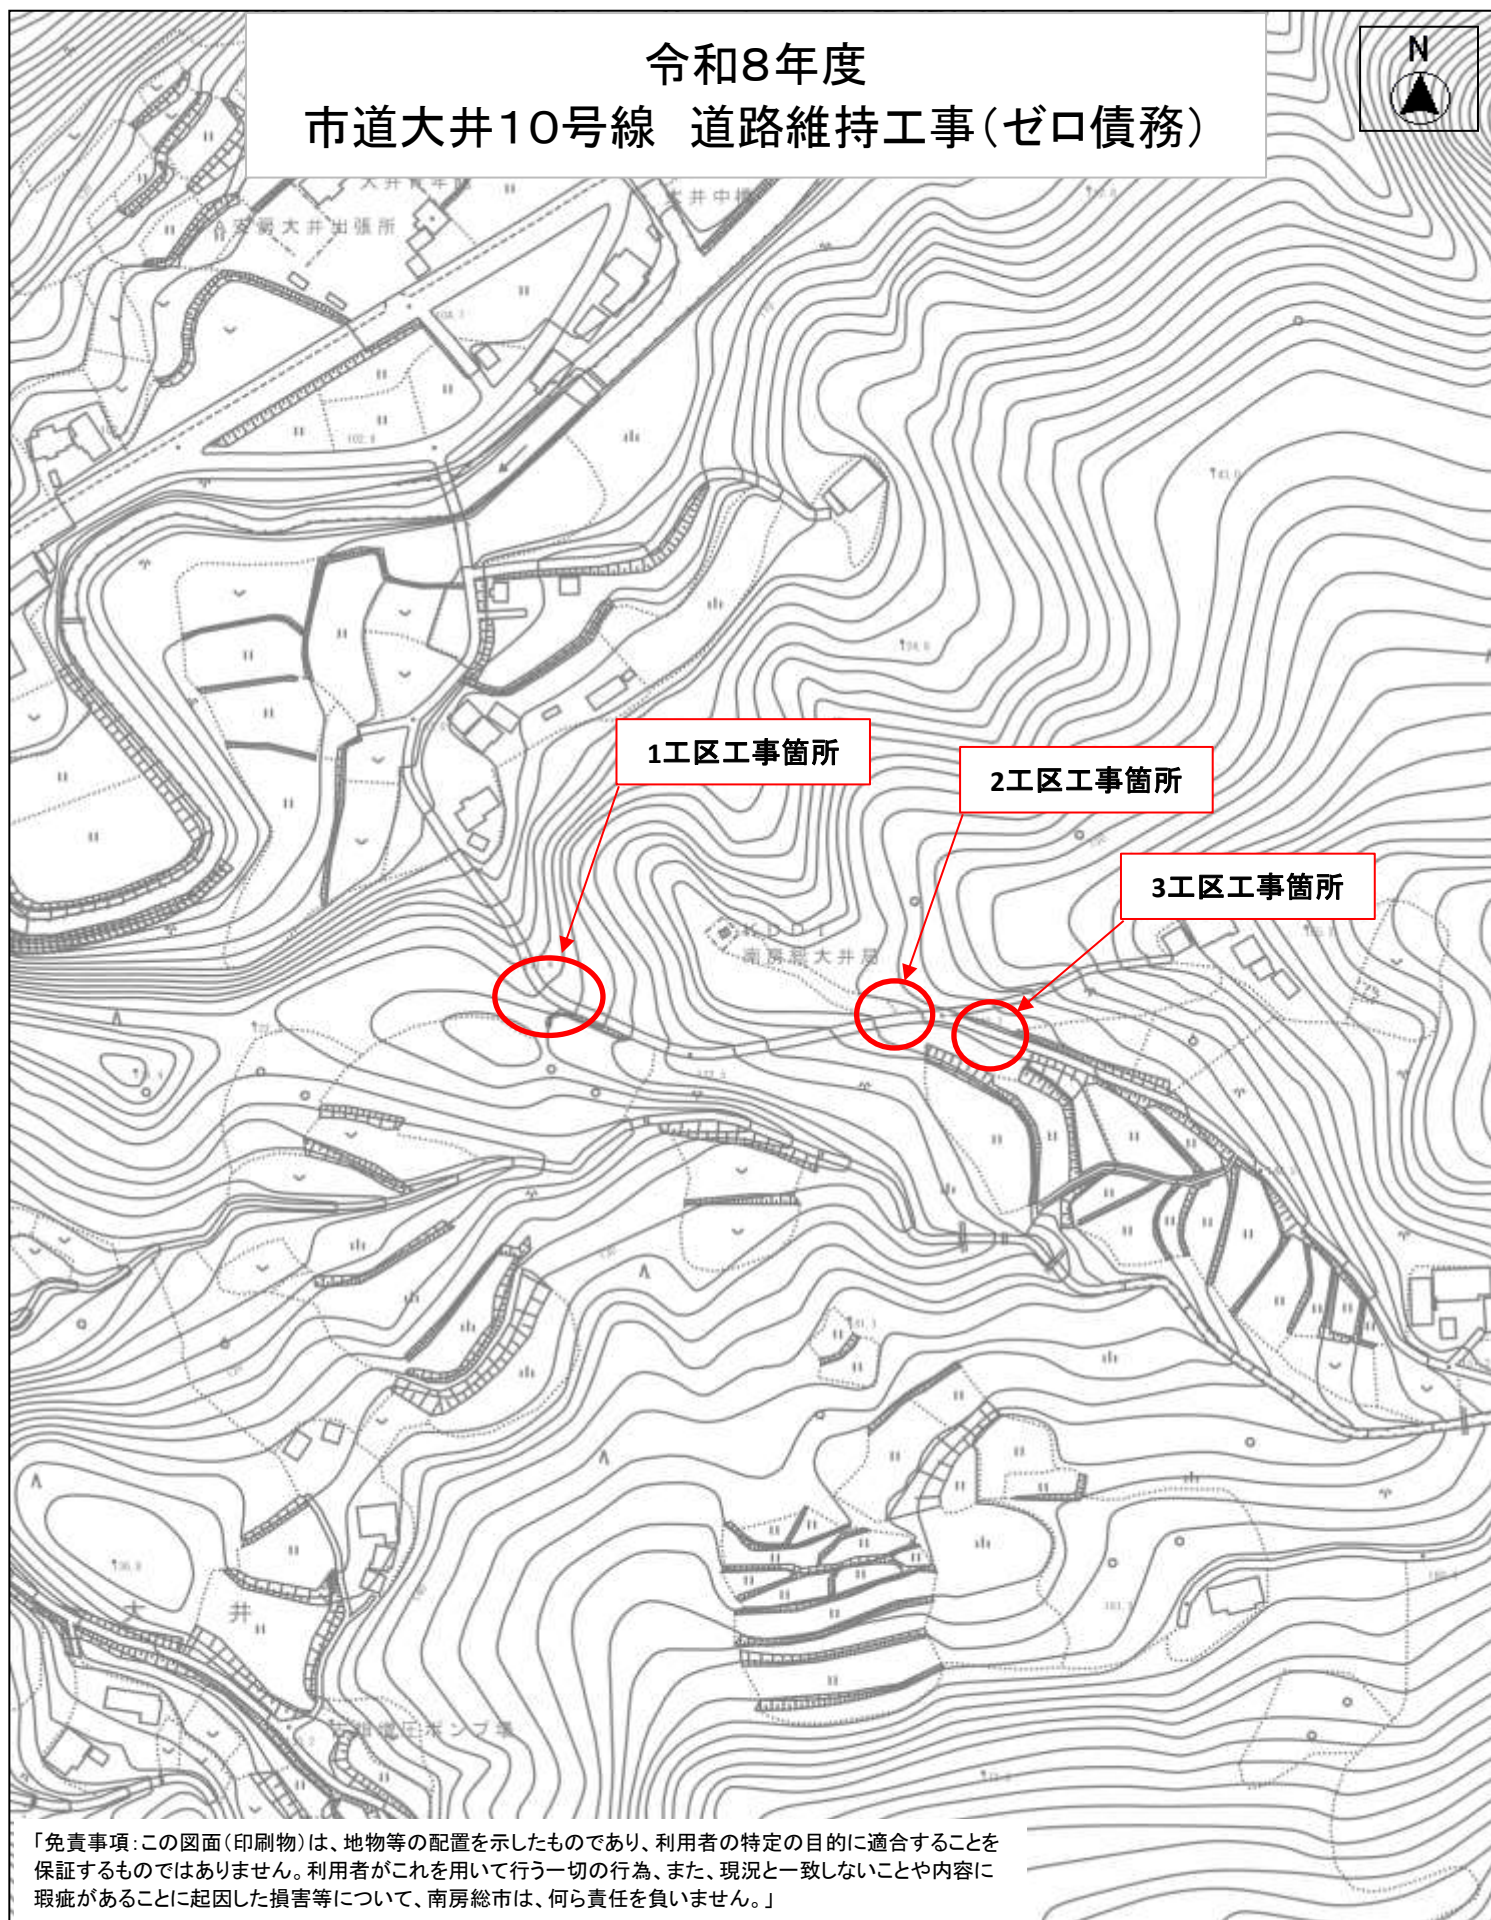 令和8年度
N
市道大井10号線　道路維持工事(ゼロ債務)
大井中橋
安房大井出張所
102.8
1工区工事箇所
2工区工事箇所
3工区工事箇所
KDDI
南房総大井局
大　井
「免責事項:この図面(印刷物)は、地物等の配置を示したものであり、利用者の特定の目的に適合することを
保証するものではありません。利用者がこれを用いて行う一切の行為、また、現況と一致しないことや内容に
瑕疵があることに起因した損害等について、南房総市は、何ら責任を負いません。」